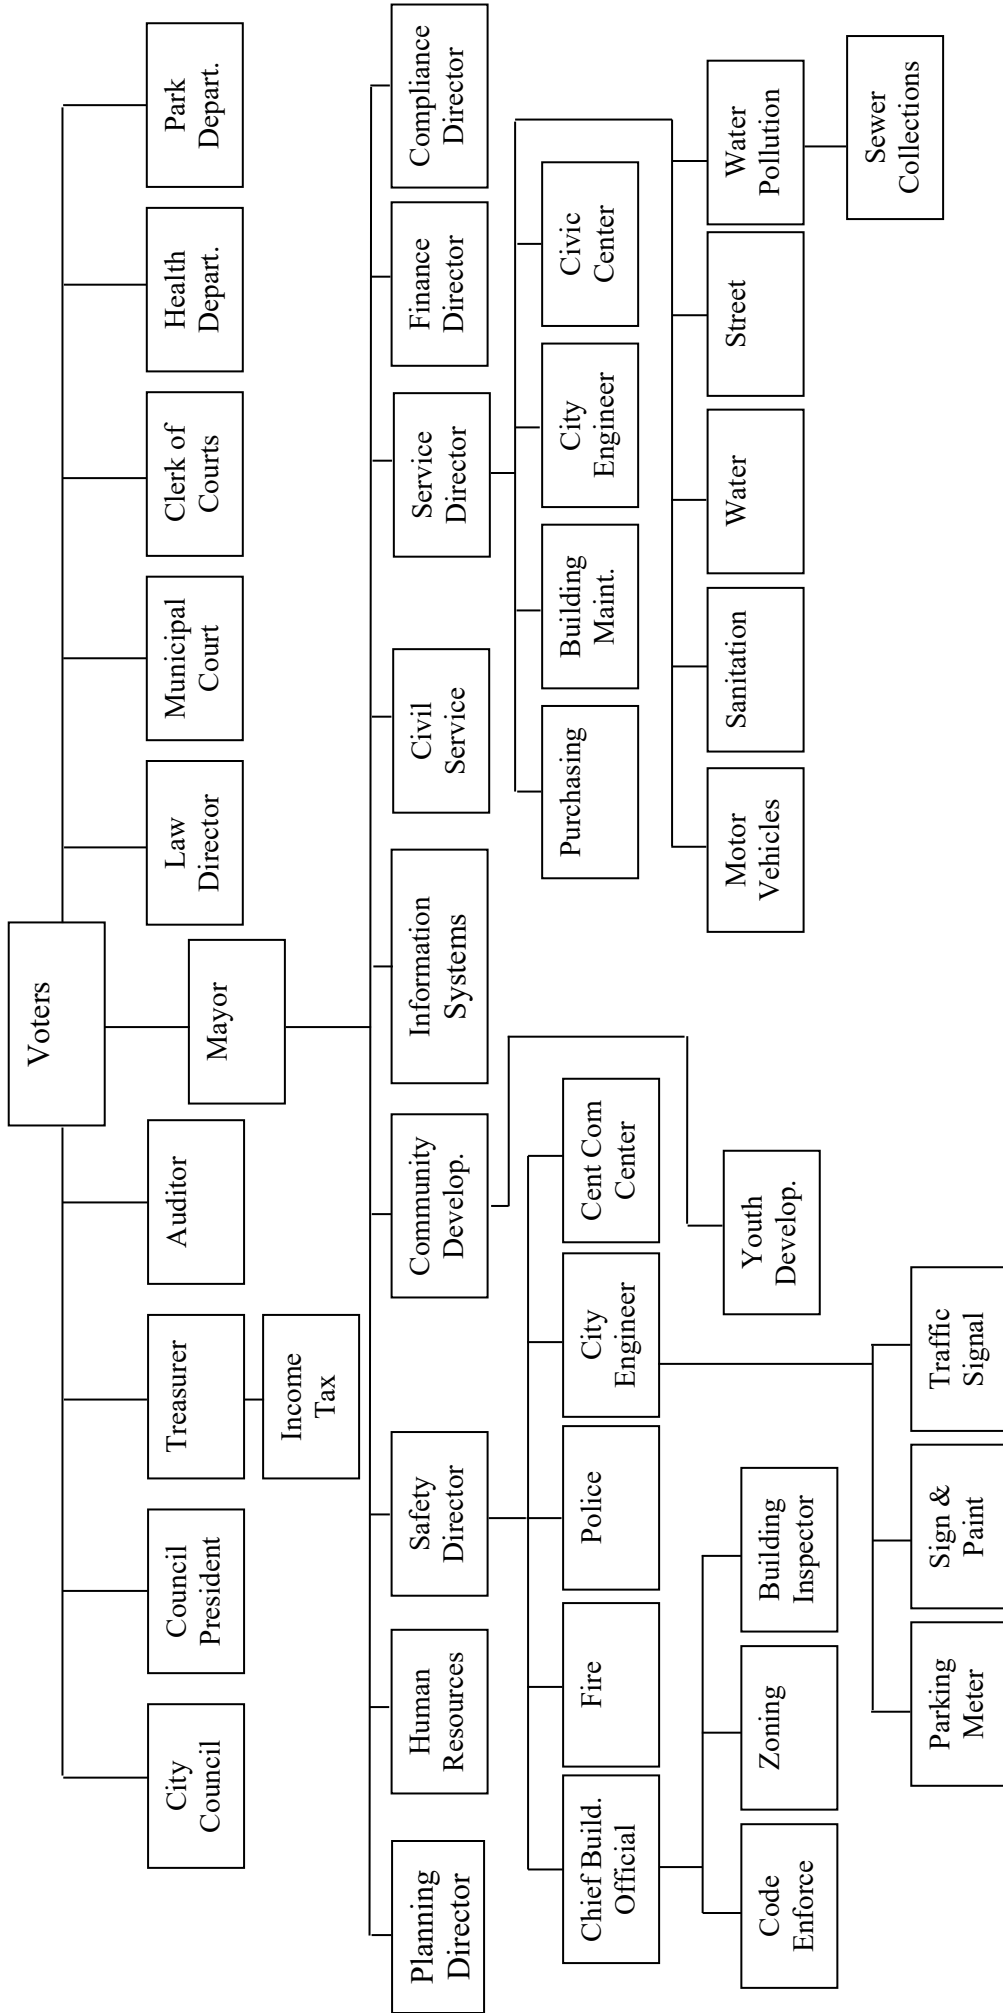 Voters
City
Council
Council
President
Treasurer
Auditor
Law
Director
Municipal
Court
Clerk of
Courts
Health
Depart.
Park
Depart.
Mayor
Income
Tax
Planning
Director
Human
Resources
Safety
Director
Community
Develop.
Information
Systems
Civil
Service
Service
Director
Finance
Director
Compliance
Director
Chief Build.
Official
Fire
Police
City
Engineer
Cent Com
Center
Purchasing
Building
Maint.
City
Engineer
Civic
Center
Code
Enforce
Zoning
Building
Inspector
Youth
Develop.
Motor
Vehicles
Sanitation
Water
Street
Water
Pollution
Parking
Meter
Sign &
Paint
Traffic
Signal
Sewer
Collections